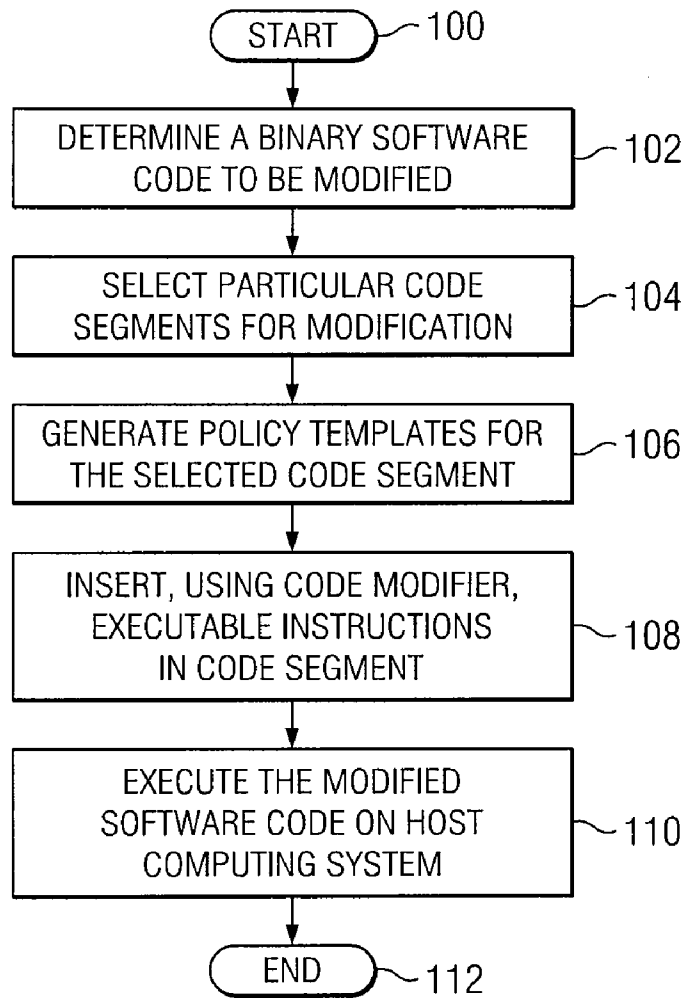 START
100
DETERMINE A BINARY SOFTWARE
CODE TO BE MODIFIED
102
SELECT PARTICULAR CODE
SEGMENTS FOR MODIFICATION
104
GENERATE POLICY TEMPLATES FOR
THE SELECTED CODE SEGMENT
106
INSERT, USING CODE MODIFIER,
EXECUTABLE INSTRUCTIONS
IN CODE SEGMENT
108
EXECUTE THE MODIFIED
SOFTWARE CODE ON HOST
COMPUTING SYSTEM
110
END
112